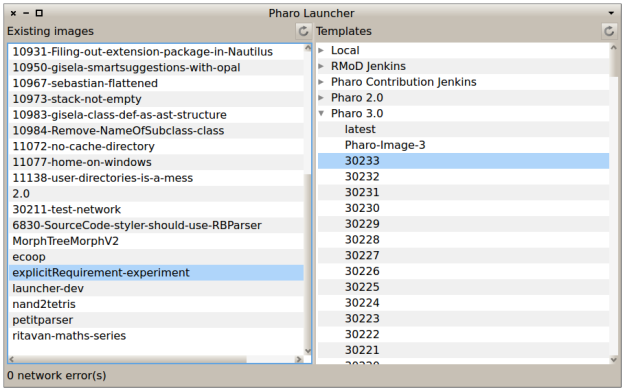 Pharo Launcher
Existing images
10931-Filing-out-extension-package-in-Nautilus
10950-gisela-smartsuggestions-with-opal
10967-sebastian-flattened
10973-stack-not-empty
10983-gisela-class-def-as-ast-structure
10984-Remove-NameOfSubclass-class
11072-no-cache-directory
11077-home-on-windows
11138-user-directories-is-a-mess
2.0
30211-test-network
6830-SourceCode-styler-should-use-RBParser
MorphTreeMorphV2
ecoop
explicitRequirement-experiment
launcher-dev
nand2tetris
petitparser
ritavan-maths-series
Templates
Local
RMoD Jenkins
Pharo Contribution Jenkins
Pharo 2.0
Pharo 3.0
latest
Pharo-Image-3
30233
30232
30231
30230
30229
30228
30227
30226
30225
30224
30223
30222
30221
30220
0 network error(s)